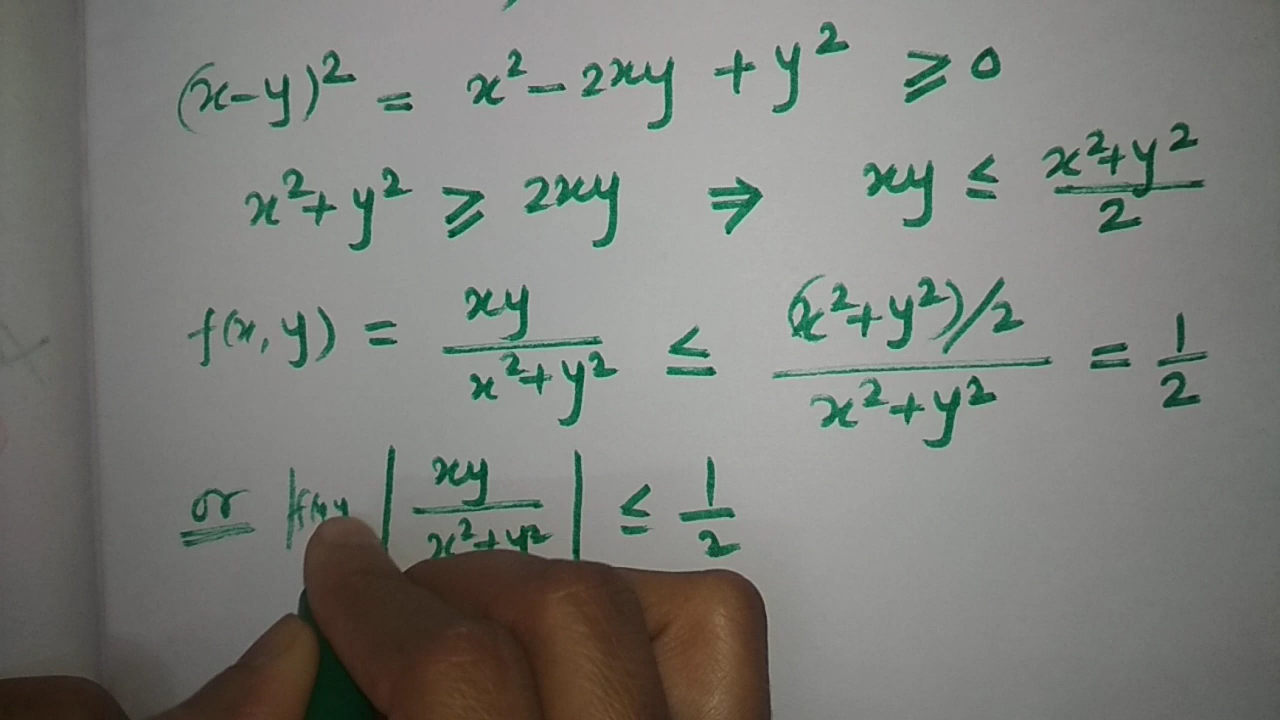 (x-y)² = x² - 2xy + y² ≥ 0
x² + y² ≥ 2xy ⇒ xy ≤ (x²+y²)/2
f(x, y) = xy/(x²+y²) ≤ ((x²+y²)/2)/(x²+y²) = 1/2
or |f(x,y |xy/(x²+y²)| ≤ 1/2